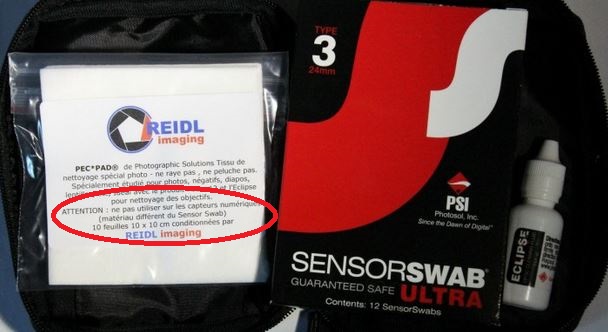 REIDL
imaging
PEC*PAD® de Photographic Solutions Tissu de
nettoyage spécial photo - ne raye pas , ne peluche pas.
Spécialement étudié pour photos, négatifs, diapos,
et l'Eclipse
pour nettoyage des objectifs.
ATTENTION : ne pas utiliser sur les capteurs numérique
(matériau différent du Sensor Swab)
10 feuilles 10 x 10 cm conditionnées par
REIDL imaging
TYPE
3
24mm
PSI
Photosol, Inc.
Since the Dawn of Digital™
SENSORSWAB®
GUARANTEED SAFE ULTRA
Contents: 12 SensorSwabs
ECLIPSE